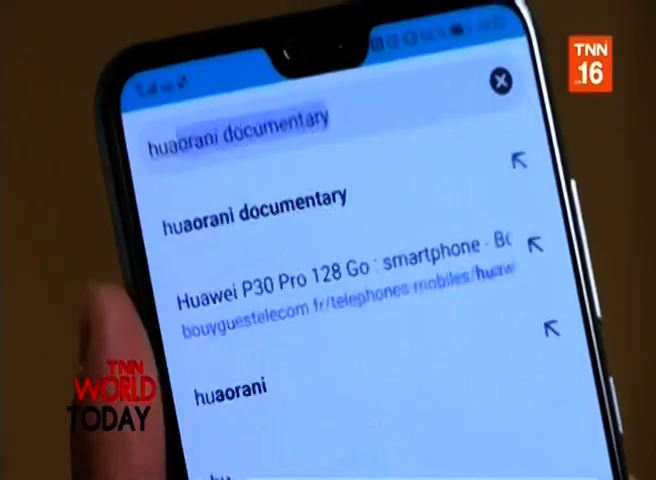 TNN
16
huaorani documentary
huaorani documentary
Huawei P30 Pro 128 Go : smartphone - Bo
bouyguestelecom.fr/telephones-mobiles/huaw
huaorani
TNN
WORLD
TODAY